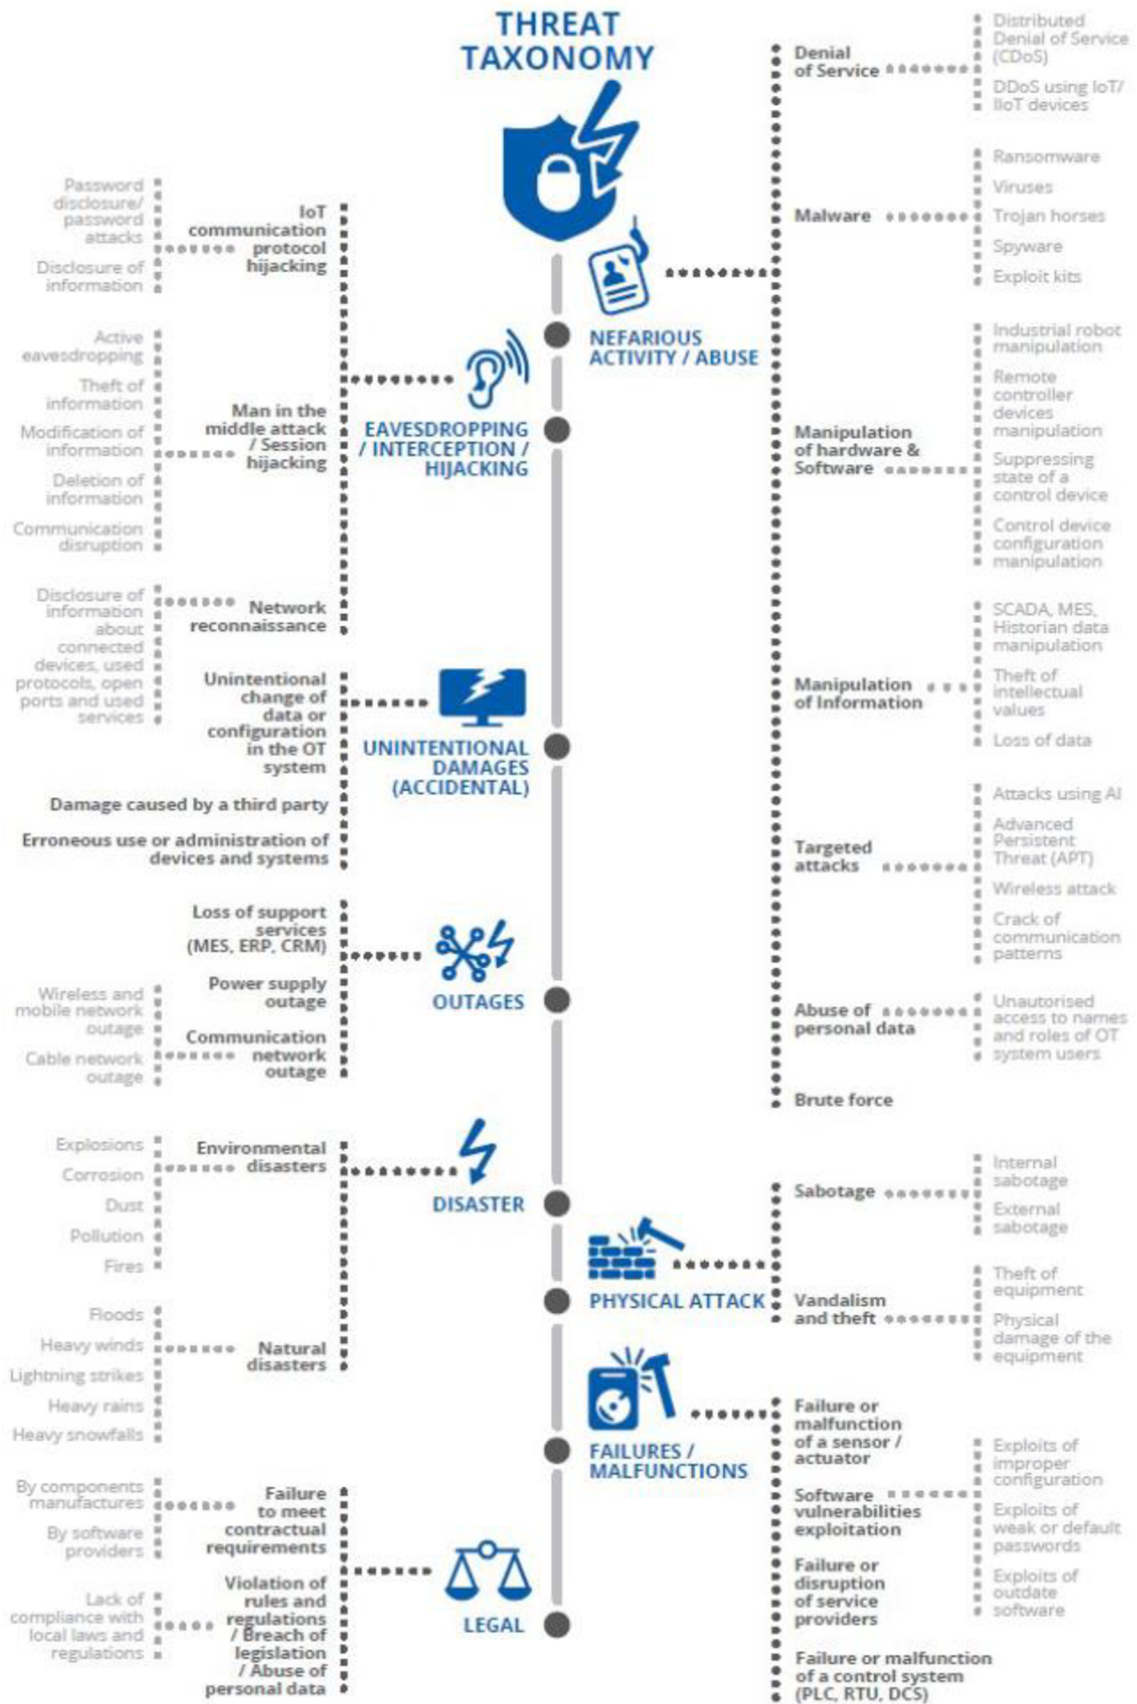 THREAT
TAXONOMY
NEFARIOUS
ACTIVITY / ABUSE
Denial
of Service
Distributed
Denial of Service
(CDoS)
DDoS using IoT/
IIoT devices
Malware
Ransomware
Viruses
Trojan horses
Spyware
Exploit kits
Manipulation
of hardware &
Software
Industrial robot
manipulation
Remote
controller
devices
manipulation
Suppressing
state of a
control device
Control device
configuration
manipulation
Manipulation
of Information
SCADA, MES,
Historian data
manipulation
Theft of
intellectual
values
Loss of data
Targeted
attacks
Attacks using AI
Advanced
Persistent
Threat (APT)
Wireless attack
Crack of
communication
patterns
Abuse of
personal data
Unautorised
access to names
and roles of OT
system users
Brute force
EAVESDROPPING
/ INTERCEPTION /
HIJACKING
IoT
communication
protocol
hijacking
Password
disclosure/
password
attacks
Disclosure of
information
Man in the
middle attack
/ Session
hijacking
Active
eavesdropping
Theft of
information
Modification of
information
Deletion of
information
Communication
disruption
Network
reconnaissance
Disclosure of
information
about
connected
devices, used
protocols, open
ports and used
services
UNINTENTIONAL
DAMAGES
(ACCIDENTAL)
Unintentional
change of
data or
configuration
in the OT
system
Damage caused by a third party
Erroneous use or administration of
devices and systems
OUTAGES
Loss of support
services
(MES, ERP, CRM)
Power supply
outage
Communication
network
outage
Wireless and
mobile network
outage
Cable network
outage
DISASTER
Environmental
disasters
Explosions
Corrosion
Dust
Pollution
Fires
Natural
disasters
Floods
Heavy winds
Lightning strikes
Heavy rains
Heavy snowfalls
PHYSICAL ATTACK
Sabotage
Internal
sabotage
External
sabotage
Vandalism
and theft
Theft of
equipment
Physical
damage of the
equipment
FAILURES /
MALFUNCTIONS
Failure or
malfunction
of a sensor /
actuator
Software
vulnerabilities
exploitation
Exploits of
improper
configuration
Exploits of
weak or default
passwords
Exploits of
outdate
software
Failure or
disruption
of service
providers
Failure or malfunction
of a control system
(PLC, RTU, DCS)
LEGAL
Failure
to meet
contractual
requirements
By components
manufactures
By software
providers
Violation of
rules and
regulations
/ Breach of
legislation
/ Abuse of
personal data
Lack of
compliance with
local laws and
regulations